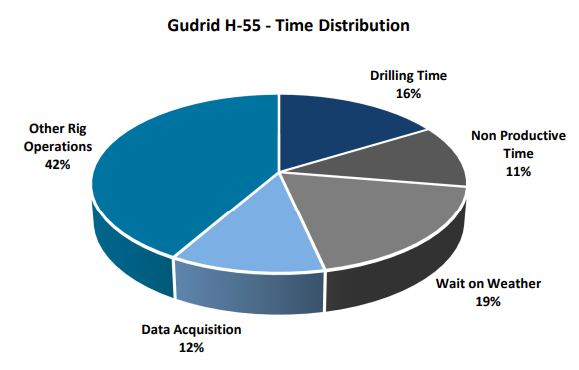 Gudrid H-55 - Time Distribution
Drilling Time
16%
Non Productive
Time
11%
Wait on Weather
19%
Data Acquisition
12%
Other Rig
Operations
42%